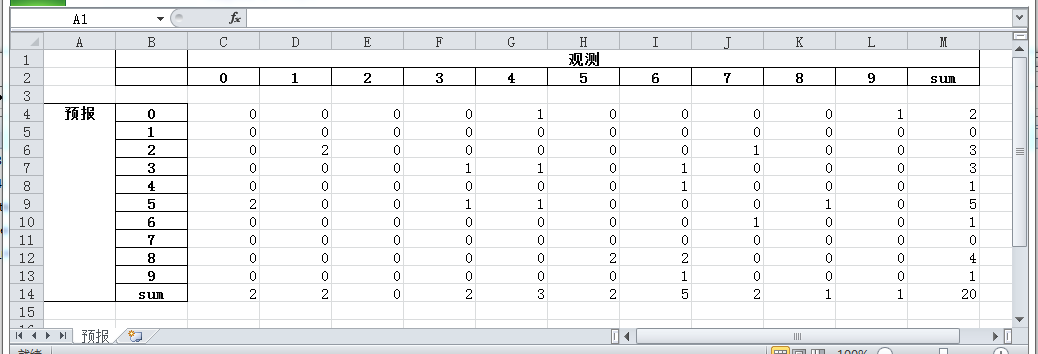 A1 fx
A B C D E F G H I J K L M
1 观测
2 0 1 2 3 4 5 6 7 8 9 sum
3
4 预报 0 0 0 0 0 1 0 0 0 0 1 2
5 1 0 0 0 0 0 0 0 0 0 0 0
6 2 0 2 0 0 0 0 0 1 0 0 3
7 3 0 0 0 1 1 0 1 0 0 0 3
8 4 0 0 0 0 0 0 1 0 0 0 1
9 5 2 0 0 1 1 0 0 0 1 0 5
10 6 0 0 0 0 0 0 0 1 0 0 1
11 7 0 0 0 0 0 0 0 0 0 0 0
12 8 0 0 0 0 0 2 2 0 0 0 4
13 9 0 0 0 0 0 0 1 0 0 0 1
14 sum 2 2 0 2 3 2 5 2 1 1 20
15
预报
100%